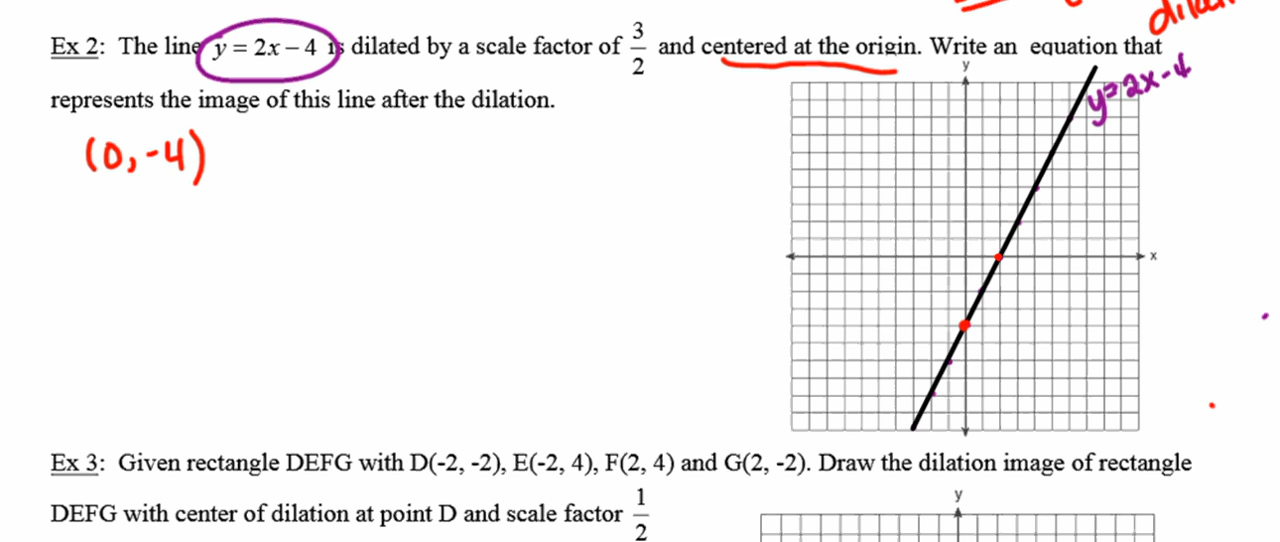 dila
Ex 2: The line y = 2x – 4 is dilated by a scale factor of 3/2 and centered at the origin. Write an equation that
represents the image of this line after the dilation.
y
y=2x-4
(0,-4)
x
Ex 3: Given rectangle DEFG with D(-2, -2), E(-2, 4), F(2, 4) and G(2, -2). Draw the dilation image of rectangle
DEFG with center of dilation at point D and scale factor 1/2
y